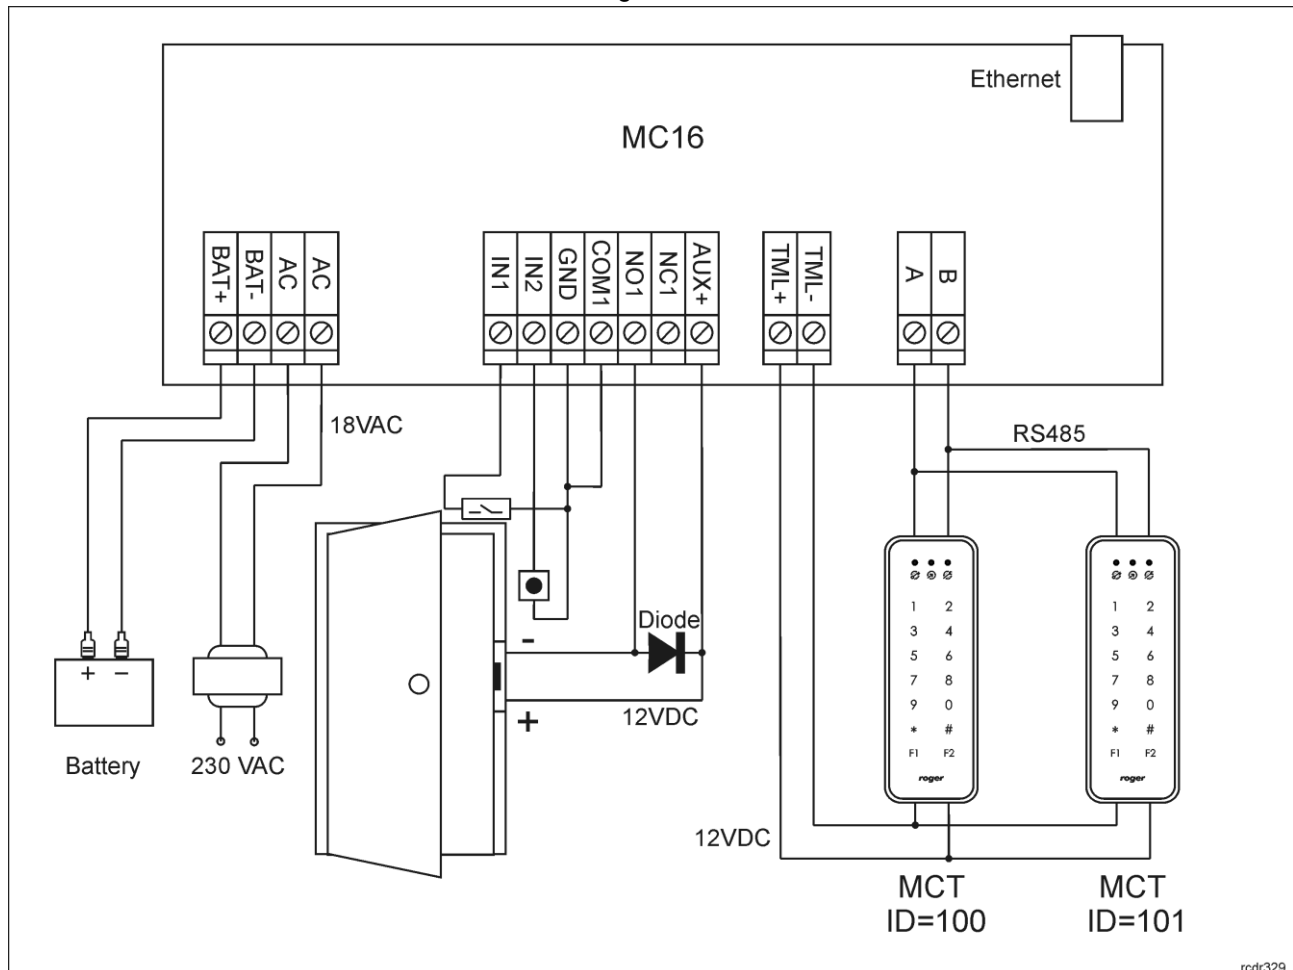 Ethernet
MC16
BAT+
BAT-
AC
AC
IN1
IN2
GND
COM1
NO1
NC1
AUX+
TML+
TML-
A
B
18VAC
RS485
Diode
-
+
12VDC
+ -
Battery
230 VAC
1 2
3 4
5 6
7 8
9 0
* #
F1 F2
roger
1 2
3 4
5 6
7 8
9 0
* #
F1 F2
roger
12VDC
MCT
ID=100
MCT
ID=101
rcdr329